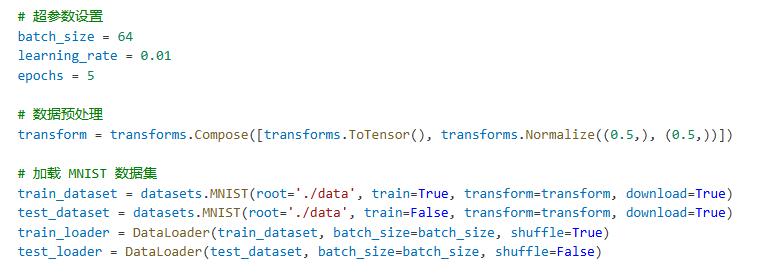 # 超参数设置
batch_size = 64
learning_rate = 0.01
epochs = 5
# 数据预处理
transform = transforms.Compose([transforms.ToTensor(), transforms.Normalize((0.5,), (0.5,))])
# 加载 MNIST 数据集
train_dataset = datasets.MNIST(root='./data', train=True, transform=transform, download=True)
test_dataset = datasets.MNIST(root='./data', train=False, transform=transform, download=True)
train_loader = DataLoader(train_dataset, batch_size=batch_size, shuffle=True)
test_loader = DataLoader(test_dataset, batch_size=batch_size, shuffle=False)